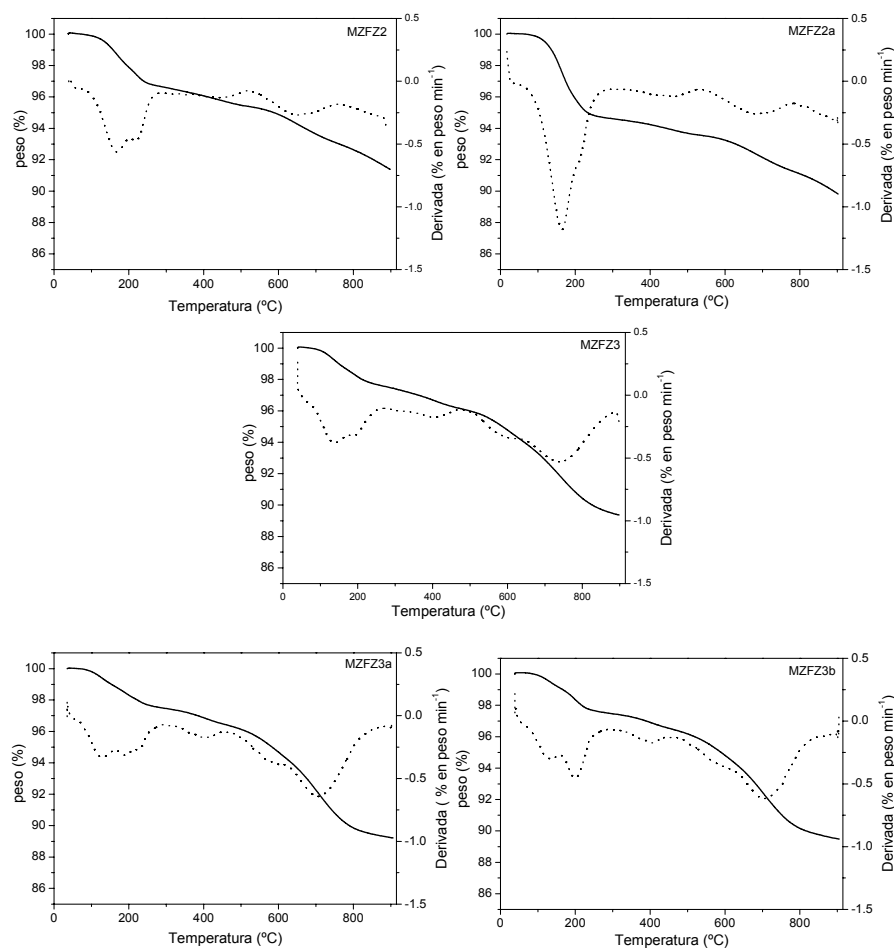 MZFZ2
100
98
96
94
92
90
88
86
0.5
0.0
-0.5
-1.0
-1.5
0 200 400 600 800
peso (%)
Derivada (% en peso min⁻¹)
Temperatura (ºC)
MZFZ2a
100
98
96
94
92
90
88
86
0.5
0.0
-0.5
-1.0
-1.5
0 200 400 600 800
peso (%)
Derivada (% en peso min⁻¹)
Temperatura (ºC)
MZFZ3
100
98
96
94
92
90
88
86
0.5
0.0
-0.5
-1.0
-1.5
0 200 400 600 800
peso (%)
Derivada (% en peso min⁻¹)
Temperatura (ºC)
MZFZ3a
100
98
96
94
92
90
88
86
0.5
0.0
-0.5
-1.0
-1.5
0 200 400 600 800
peso (%)
Derivada ( % en peso min⁻¹)
Temperatura (ºC)
MZFZ3b
100
98
96
94
92
90
88
86
0.5
0.0
-0.5
-1.0
-1.5
0 200 400 600 800
peso (%)
Derivada (% en peso min⁻¹)
Temperatura (ºC)